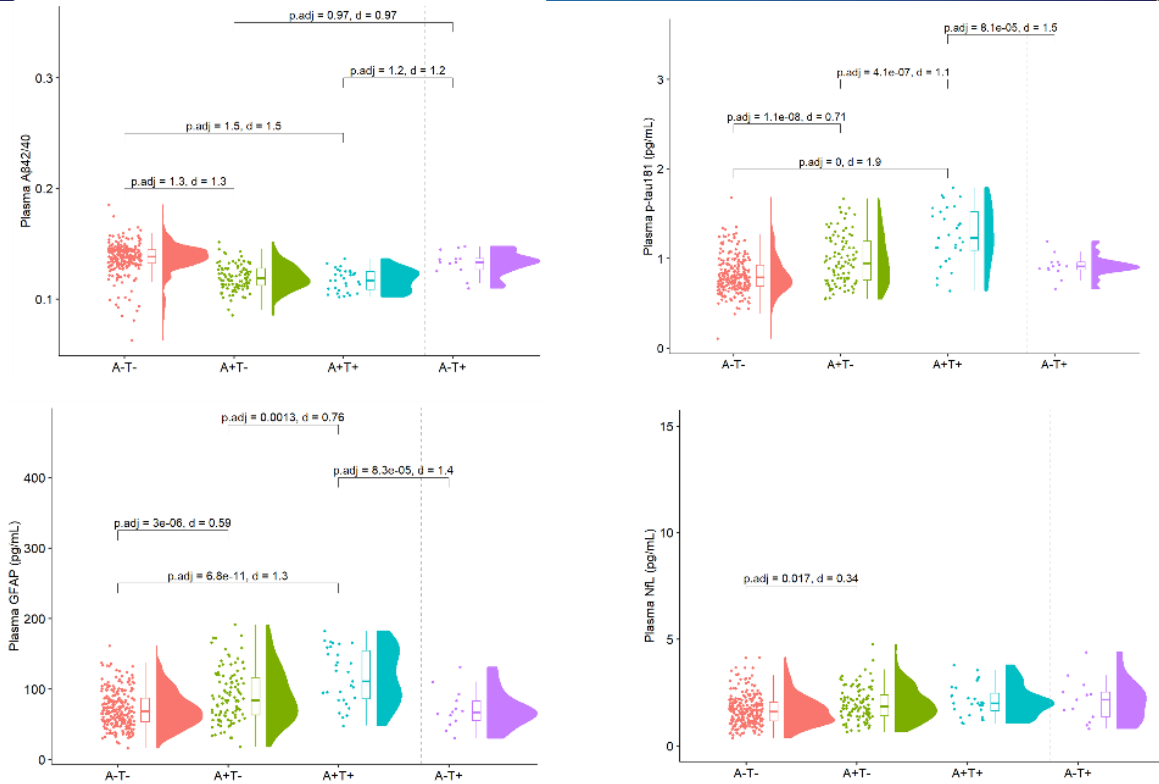 p.adj = 0.97, d = 0.97
p.adj = 1.2, d = 1.2
p.adj = 1.5, d = 1.5
p.adj = 1.3, d = 1.3
Plasma Aβ42/40
0.3
0.2
0.1
A-T- A+T- A+T+ A-T+
p.adj = 8.1e-05, d = 1.5
p.adj = 4.1e-07, d = 1.1
p.adj = 1.1e-08, d = 0.71
p.adj = 0, d = 1.9
Plasma p-tau181 (pg/mL)
3
2
1
0
A-T- A+T- A+T+ A-T+
p.adj = 0.0013, d = 0.76
p.adj = 8.3e-05, d = 1.4
p.adj = 3e-06, d = 0.59
p.adj = 6.8e-11, d = 1.3
Plasma GFAP (pg/mL)
400
300
200
100
0
A-T- A+T- A+T+ A-T+
p.adj = 0.017, d = 0.34
Plasma NfL (pg/mL)
15
10
5
0
A-T- A+T- A+T+ A-T+